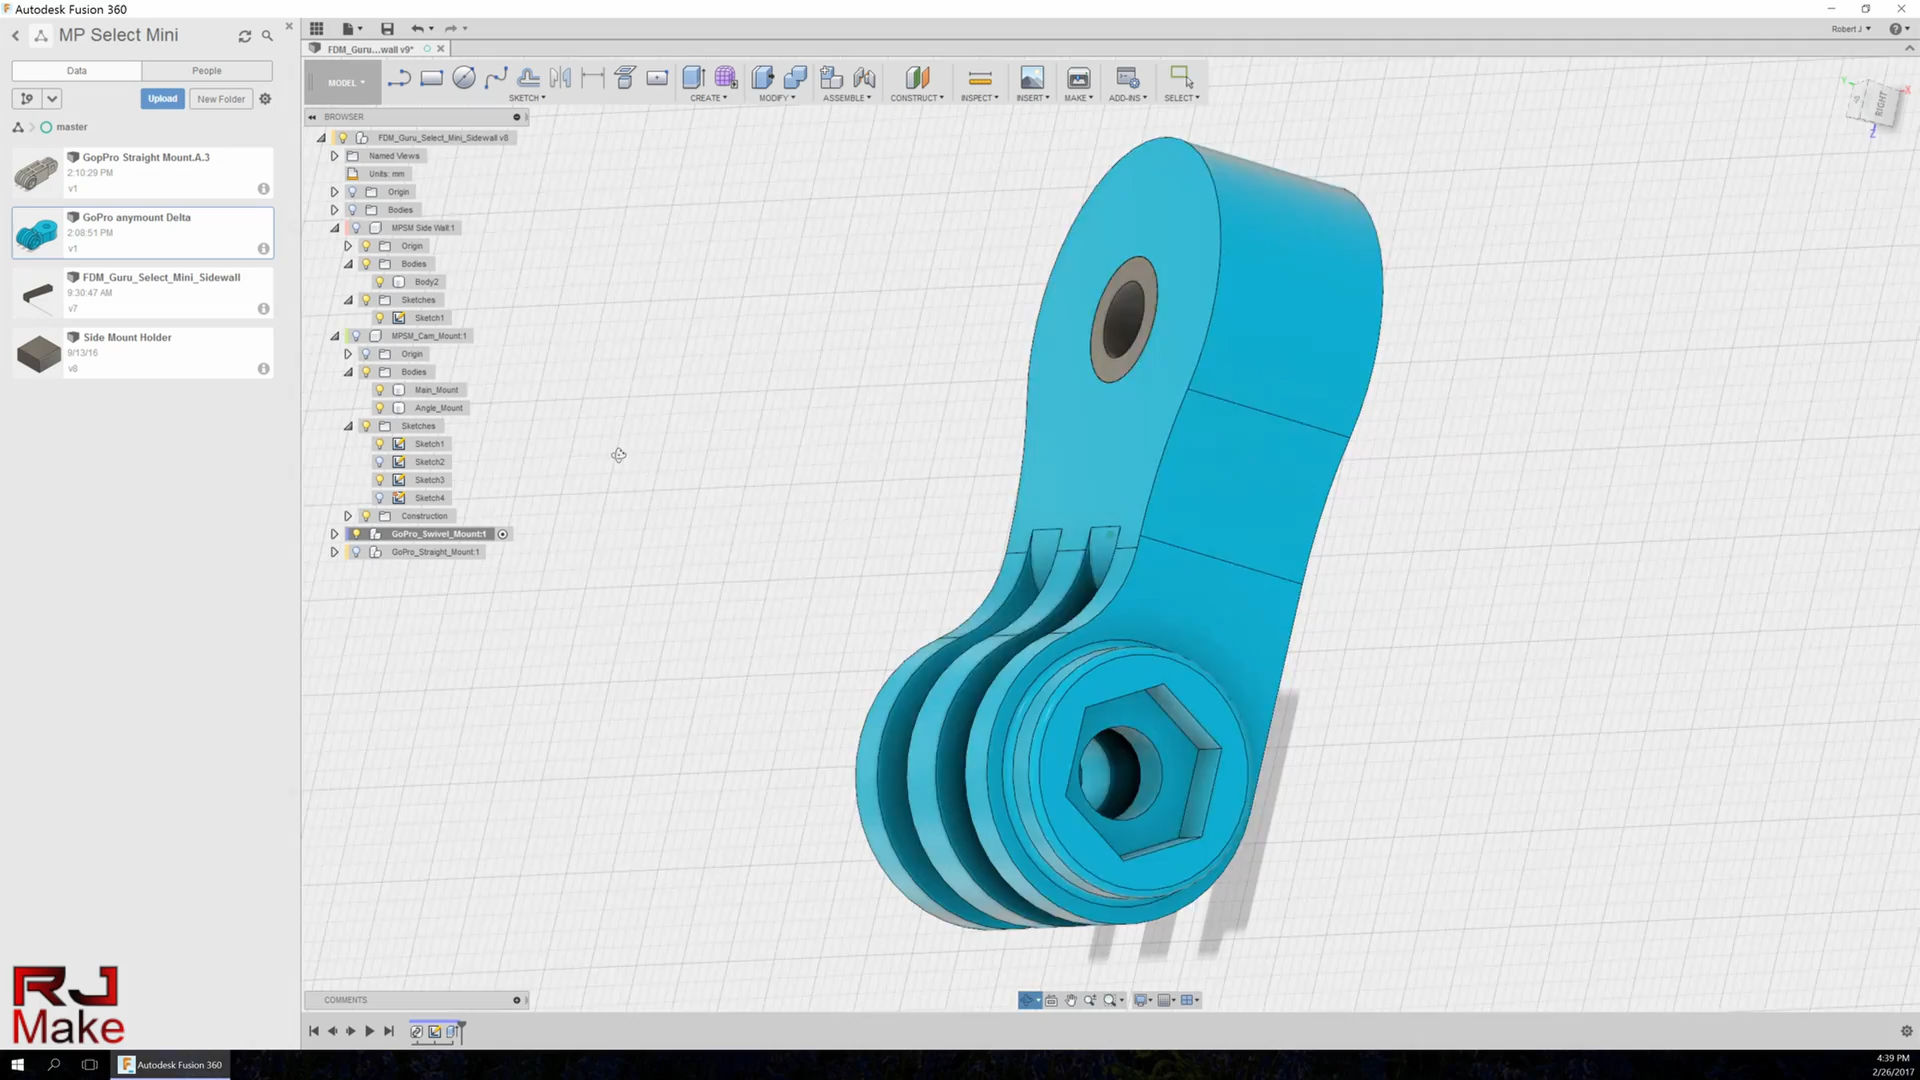 Autodesk Fusion 360
MP Select Mini
Data
People
Upload
New Folder
master
GopPro Straight Mount.A.3
2:10:29 PM
v1
GoPro anymount Delta
2:08:51 PM
v1
FDM_Guru_Select_Mini_Sidewall
9:30:47 AM
v7
Side Mount Holder
9/13/16
v8
RJ
Make
Robert J
FDM_Guru...wall v9*
MODEL
SKETCH
CREATE
MODIFY
ASSEMBLE
CONSTRUCT
INSPECT
INSERT
MAKE
ADD-INS
SELECT
BROWSER
FDM_Guru_Select_Mini_Sidewall v8
Named Views
Units: mm
Origin
Bodies
MPSM Side Wall:1
Origin
Bodies
Body2
Sketches
Sketch1
MPSM_Cam_Mount:1
Origin
Bodies
Main_Mount
Angle_Mount
Sketches
Sketch1
Sketch2
Sketch3
Sketch4
Construction
GoPro_Swivel_Mount:1
GoPro_Straight_Mount:1
RIGHT
Y
X
Z
COMMENTS
Autodesk Fusion 360
4:39 PM
2/26/2017